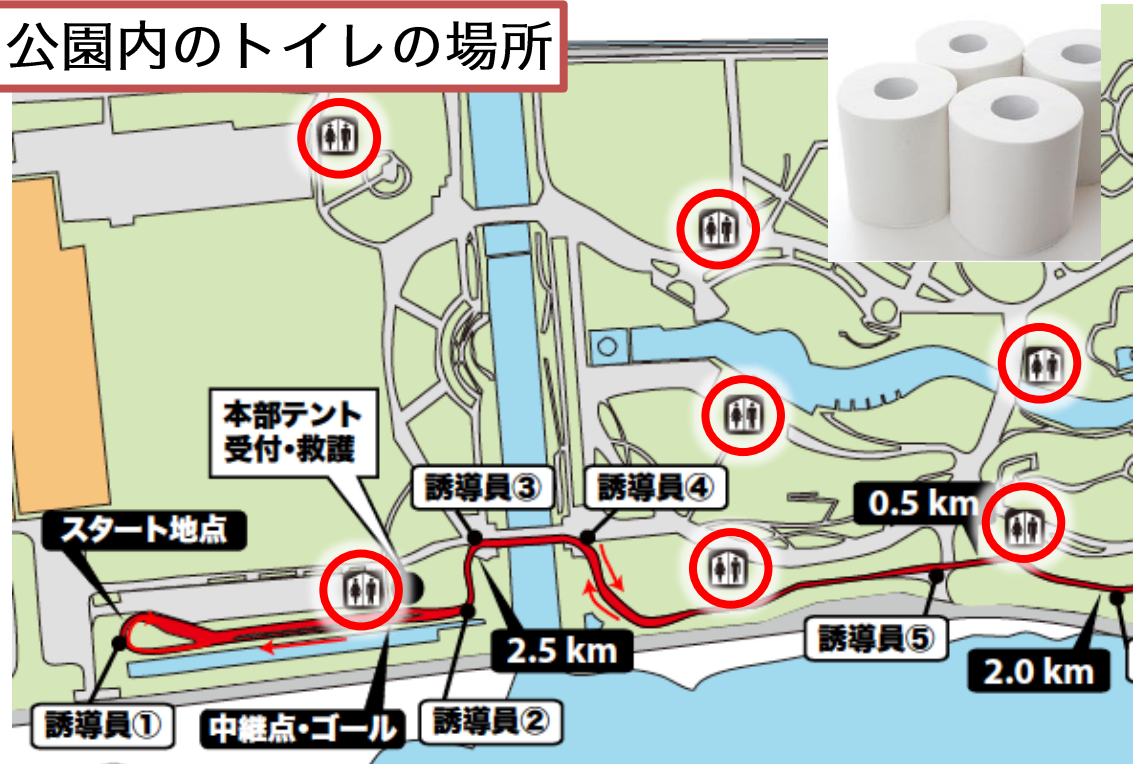 公園内のトイレの場所
本部テント
受付・救護
誘導員③
誘導員④
0.5 km
スタート地点
2.5 km
誘導員⑤
2.0 km
誘導員①
中継点・ゴール
誘導員②